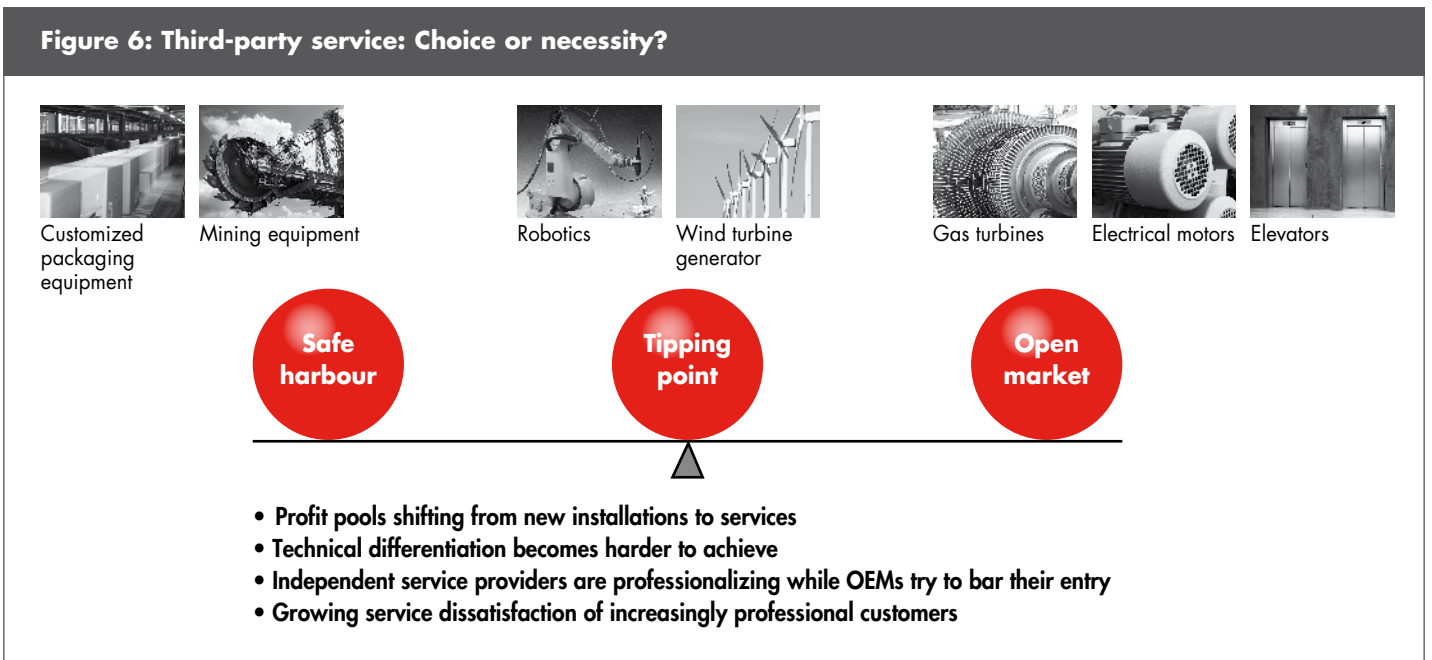 Figure 6: Third-party service: Choice or necessity?
Customized
packaging
equipment
Mining equipment
Robotics
Wind turbine
generator
Gas turbines
Electrical motors
Elevators
Safe
harbour
Tipping
point
Open
market
• Profit pools shifting from new installations to services
• Technical differentiation becomes harder to achieve
• Independent service providers are professionalizing while OEMs try to bar their entry
• Growing service dissatisfaction of increasingly professional customers